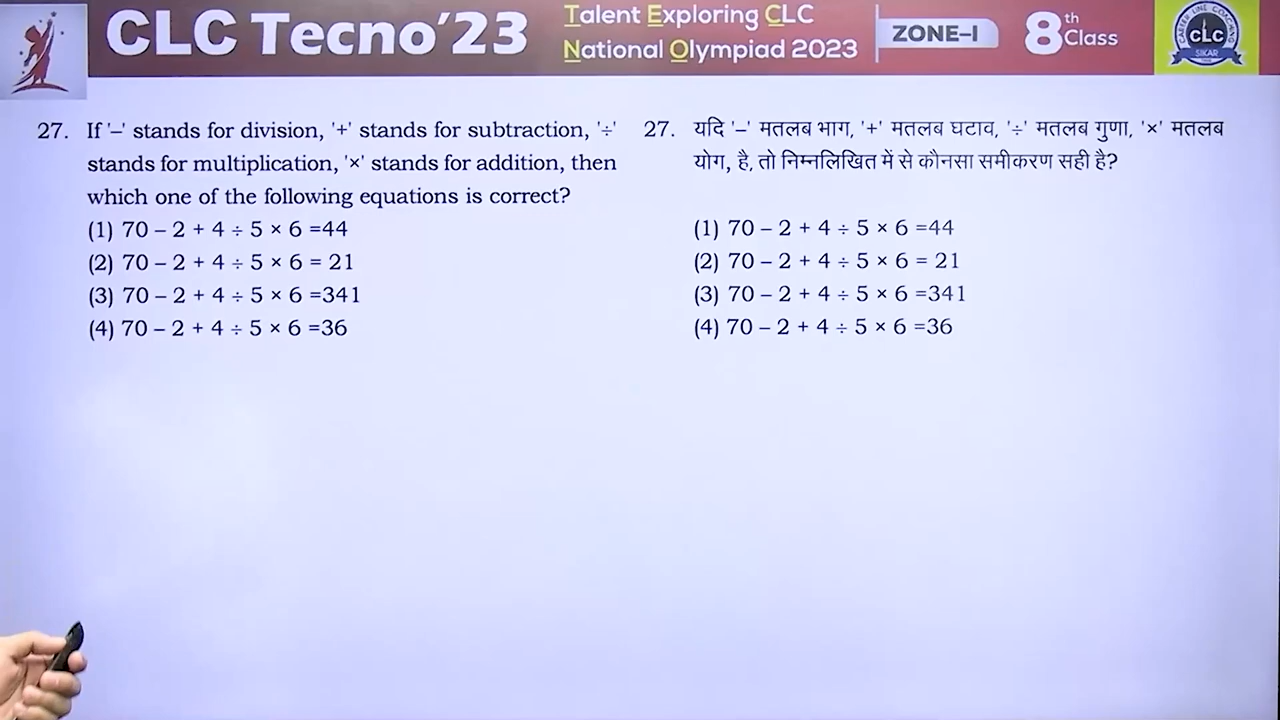 CLC Tecno'23
Talent Exploring CLC
National Olympiad 2023
ZONE–I
8th Class
CAREER LINE COACHING
CLC
SIKAR
27. If '–' stands for division, '+' stands for subtraction, '÷'
stands for multiplication, '×' stands for addition, then
which one of the following equations is correct?
(1) 70 – 2 + 4 ÷ 5 × 6 =44
(2) 70 – 2 + 4 ÷ 5 × 6 = 21
(3) 70 – 2 + 4 ÷ 5 × 6 =341
(4) 70 – 2 + 4 ÷ 5 × 6 =36
27. यदि '–' मतलब भाग, '+' मतलब घटाव, '÷' मतलब गुणा, '×' मतलब
योग, है, तो निम्नलिखित में से कौनसा समीकरण सही है?
(1) 70 – 2 + 4 ÷ 5 × 6 =44
(2) 70 – 2 + 4 ÷ 5 × 6 = 21
(3) 70 – 2 + 4 ÷ 5 × 6 =341
(4) 70 – 2 + 4 ÷ 5 × 6 =36